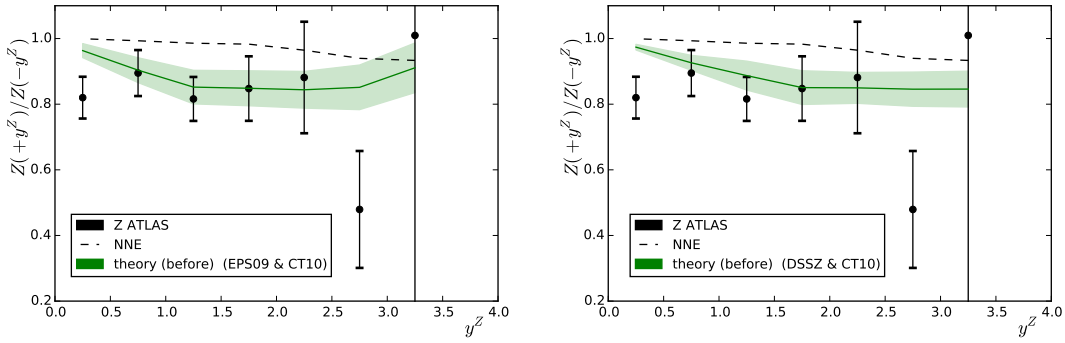 Z(+y^Z)/Z(−y^Z)
1.0
0.8
0.6
0.4
0.2
Z ATLAS
NNE
theory (before) (EPS09 & CT10)
0.0 0.5 1.0 1.5 2.0 2.5 3.0 3.5 4.0
y^Z
Z(+y^Z)/Z(−y^Z)
1.0
0.8
0.6
0.4
0.2
Z ATLAS
NNE
theory (before) (DSSZ & CT10)
0.0 0.5 1.0 1.5 2.0 2.5 3.0 3.5 4.0
y^Z